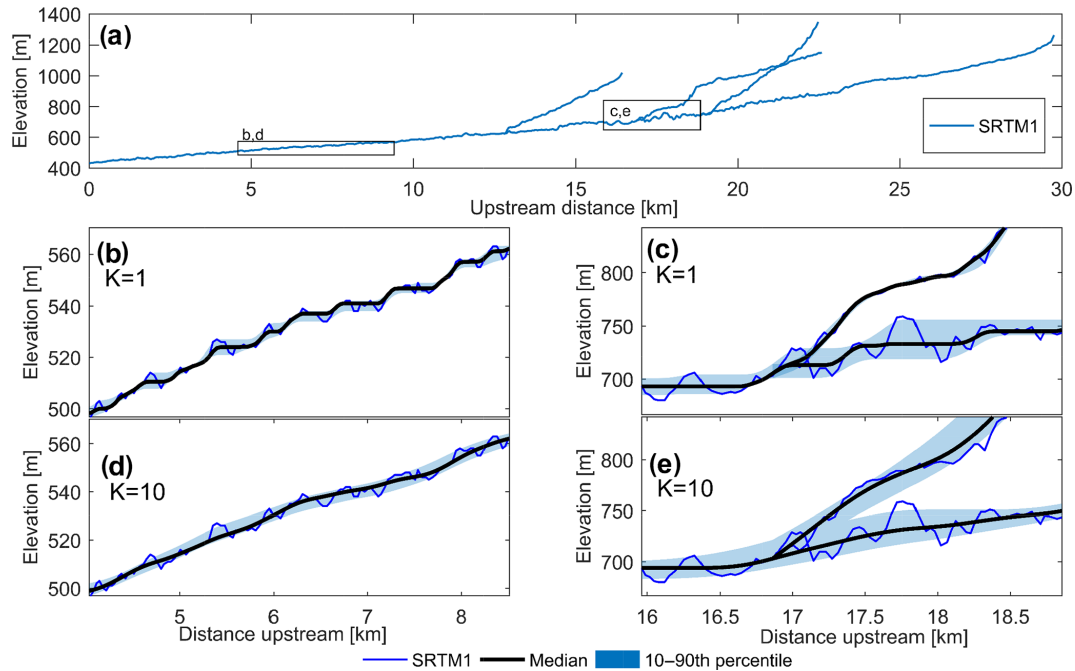 (a)
Elevation [m]
1400
1200
1000
800
600
400
b,d
c,e
SRTM1
0 5 10 15 20 25 30
Upstream distance [km]
(b)
K=1
Elevation [m]
560
540
520
500
(c)
K=1
Elevation [m]
800
750
700
(d)
K=10
Elevation [m]
560
540
520
500
5 6 7 8
Distance upstream [km]
(e)
K=10
Elevation [m]
800
750
700
16 16.5 17 17.5 18 18.5
Distance upstream [km]
SRTM1 Median 10–90th percentile